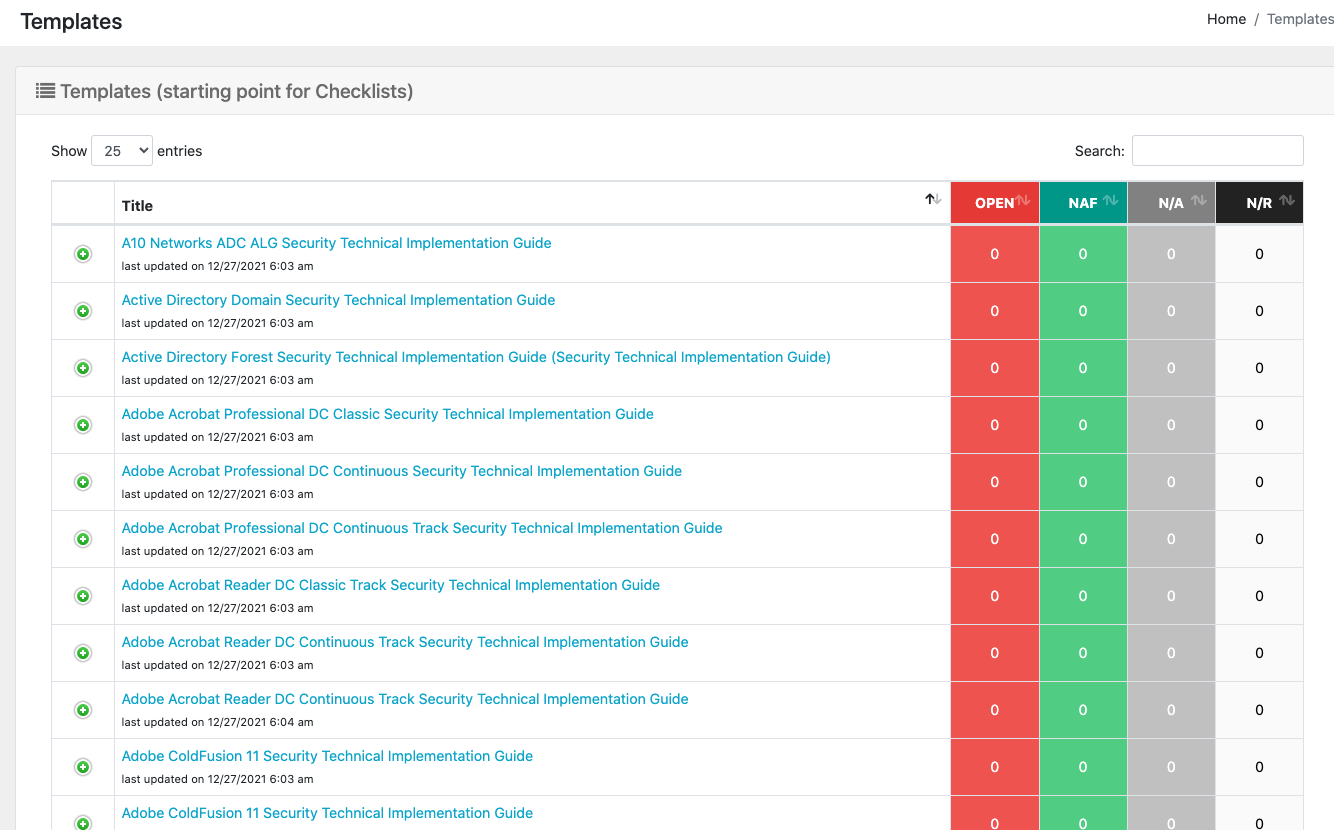 Templates
Home / Templates
Templates (starting point for Checklists)
Show 25 entries
Search:
Title OPEN NAF N/A N/R
A10 Networks ADC ALG Security Technical Implementation Guide
last updated on 12/27/2021 6:03 am
0 0 0 0
Active Directory Domain Security Technical Implementation Guide
last updated on 12/27/2021 6:03 am
0 0 0 0
Active Directory Forest Security Technical Implementation Guide (Security Technical Implementation Guide)
last updated on 12/27/2021 6:03 am
0 0 0 0
Adobe Acrobat Professional DC Classic Security Technical Implementation Guide
last updated on 12/27/2021 6:03 am
0 0 0 0
Adobe Acrobat Professional DC Continuous Security Technical Implementation Guide
last updated on 12/27/2021 6:03 am
0 0 0 0
Adobe Acrobat Professional DC Continuous Track Security Technical Implementation Guide
last updated on 12/27/2021 6:03 am
0 0 0 0
Adobe Acrobat Reader DC Classic Track Security Technical Implementation Guide
last updated on 12/27/2021 6:03 am
0 0 0 0
Adobe Acrobat Reader DC Continuous Track Security Technical Implementation Guide
last updated on 12/27/2021 6:03 am
0 0 0 0
Adobe Acrobat Reader DC Continuous Track Security Technical Implementation Guide
last updated on 12/27/2021 6:04 am
0 0 0 0
Adobe ColdFusion 11 Security Technical Implementation Guide
last updated on 12/27/2021 6:03 am
0 0 0 0
Adobe ColdFusion 11 Security Technical Implementation Guide
0 0 0 0